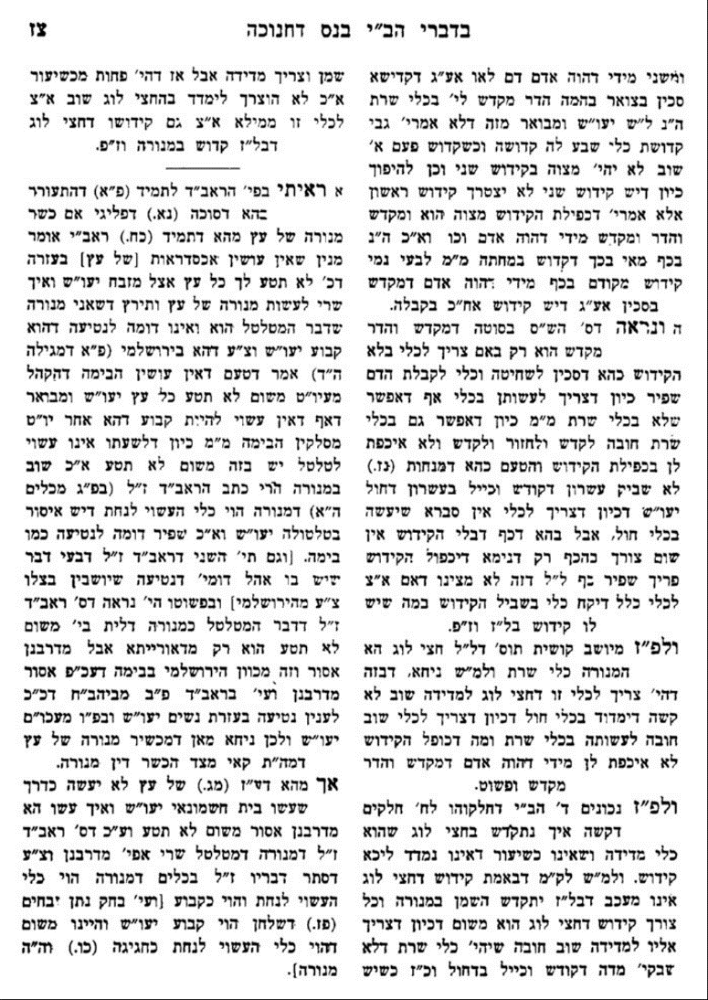 בדברי הב״י בנס דחנוכה
צז
ומשני מידי דהוה אדם דם לאו אע״ג דקדישא
סכין בצואר בהמה הדר מקדש לי׳ בכלי שרת
ה״נ ל״ש יעו״ש ומבואר מזה דלא אמרי׳ גבי
קדושת כלי שבע לה קדושה וכשקדוש פעם א׳
שוב לא יהי׳ מצוה בקידוש שני וכן להיפוך
כיון דיש קידוש שני לא יצטרך קידוש ראשון
אלא אמרי׳ דכפילת הקידוש מצוה הוא ומקדש
והדר ומקדש מידי דהוה אדם וכו וא״כ ה״נ
בכף מאי בכך דקדוש במחתה מ״מ לבעי נמי
קידוש מקודם בכף מידי דהוה אדם דמקדש
בסכין אע״ג דיש קידוש אח״כ בקבלה.
ה ונראה דס׳ הש״ס בסוטה דמקדש והדר
מקדש הוא רק באם צריך לכלי בלא
הקידוש כהא דסכין לשחיטה וכלי לקבלת הדם
שפיר כיון דצריך לעשותן בכלי אף דאפשר
שלא בכלי שרת מ״מ כיון דאפשר גם בכלי
שרת חובה לקדש ולחזור ולקדש ולא איכפת
לן בכפילת הקידוש והטעם כהא דמנחות (נז.)
לא שביק עשרון דקודש וכייל בעשרון דחול
יעו״ש דכיון דצריך לכלי אין סברא שיעשה
בכלי חול, אבל בהא דכף דבלי הקידוש אין
שום צורך כהכף רק דנימא דיכפול הקידוש
פריך שפיר כף ל״ל דזה לא מצינו דאם א״צ
לכלי כלל דיקח כלי בשביל הקידוש במה שיש
לו קידוש בל״ז וז״פ.
ולפ״ז מיושב קושית תוס׳ דל״ל חצי לוג הא
המנורה כלי שרת ולמ״ש ניחא, דבזה
דהי׳ צריך לכלי זו דחצי לוג למדידה שוב לא
קשה דימדוד בכלי חול דכיון דצריך לכלי שוב
חובה לעשותה בכלי שרת ומה דכופל הקידוש
לא איכפת לן מידי דהוה אדם דמקדש והדר
מקדש ופשוט.
ולפ״ז נכונים ד׳ הב״י דחלקוהו לח׳ חלקים
דקשה איך נתקדש בחצי לוג שהוא
כלי מדידה ושאינו כשיעור דאינו נמדד ליכא
קידוש. ולמ״ש לק״מ דבאמת קידוש דחצי לוג
אינו מעכב דבל״ז יתקדש השמן במנורה וכל
צורך קידוש דחצי לוג הוא משום דכיון דצריך
אליו למדידה שוב חובה שיהי׳ כלי שרת דלא
שבקי׳ מדה דקודש וכייל בדחול וכ״ז כשיש
שמן וצריך מדידה אבל אז דהי׳ פחות מכשיעור
א״כ לא הוצרך לימדד בהחצי לוג שוב א״צ
לכלי זו ממילא א״צ גם קידושו דחצי לוג
דבל״ז קדוש במנורה וז״פ.
א ראיתי בפי׳ הראב״ד לתמיד (פ״א) דהתעורר
בהא דסוכה (נא.) דפליגי אם כשר
מנורה של עץ מהא דתמיד (כח.) ראב״י אומר
מנין שאין עושין אכסדראות [של עץ] בעזרה
דכ׳ לא תטע לך כל עץ אצל מזבח יעו״ש ואיך
שרי לעשות מנורה של עץ ותירץ דשאני מנורה
שדבר המטלטל הוא ואינו דומה לנטיעה דהוא
קבוע יעו״ש וצ״ע דהא בירושלמי (פ״א דמגילה
ה״ד) אמר דטעם דאין עושין הבימה דהקהל
מעיו״ט משום לא תטע כל עץ יעו״ש ומבואר
דאף דאין עשוי להיות קבוע דהא אחר יו״ט
מסלקין הבימה מ״מ כיון דלשעתו אינו עשוי
לטלטל יש בזה משום לא תטע א״כ שוב
במנורה הרי כתב הראב״ד ז״ל (בפ״ג מכלים
ה״א) דמנורה הוי כלי העשוי לנחת דיש איסור
בטלטולה יעו״ש וא״כ שפיר דומה לנטיעה כמו
בימה. [וגם תי׳ השני דראב״ד ז״ל דבעי דבר
שיש בו אהל דומי׳ דנטיעה שיושבין בצלו
צ״ע מהירושלמי] ובפשוטו הי׳ נראה דס׳ ראב״ד
ז״ל דדבר המטלטל כמנורה דלית בי׳ משום
לא תטע הוא רק מדאורייתא אבל מדרבנן
אסור וזה מכוון הירושלמי בבימה דעכ״פ אסור
מדרבנן ועי׳ בראב״ד פ״ב מביהב״ח דכ״כ
לענין נטיעה בעזרת נשים יעו״ש ובפ״ו מעכו״ם
יעו״ש ולכן ניחא מאן דמכשיר מנורה של עץ
דמה״ת קאי מצד הכשר דין מנורה.
אך מהא דע״ז (מג.) של עץ לא יעשה כדרך
שעשו בית חשמונאי יעו״ש ואיך עשו הא
מדרבנן אסור משום לא תטע וע״כ דס׳ ראב״ד
ז״ל דמנורה דמטלטל שרי אפי׳ מדרבנן וצ״ע
דסתר דבריו ז״ל בכלים דמנורה הוי כלי
העשוי לנחת והוי כקבוע [ועי׳ בחק נתן זבחים
(פז.) דשלחן הוי קבוע יעו״ש והיינו משום
דהוי כלי העשוי לנחת כחגיגה (כו.) וה״ה
מנורה].